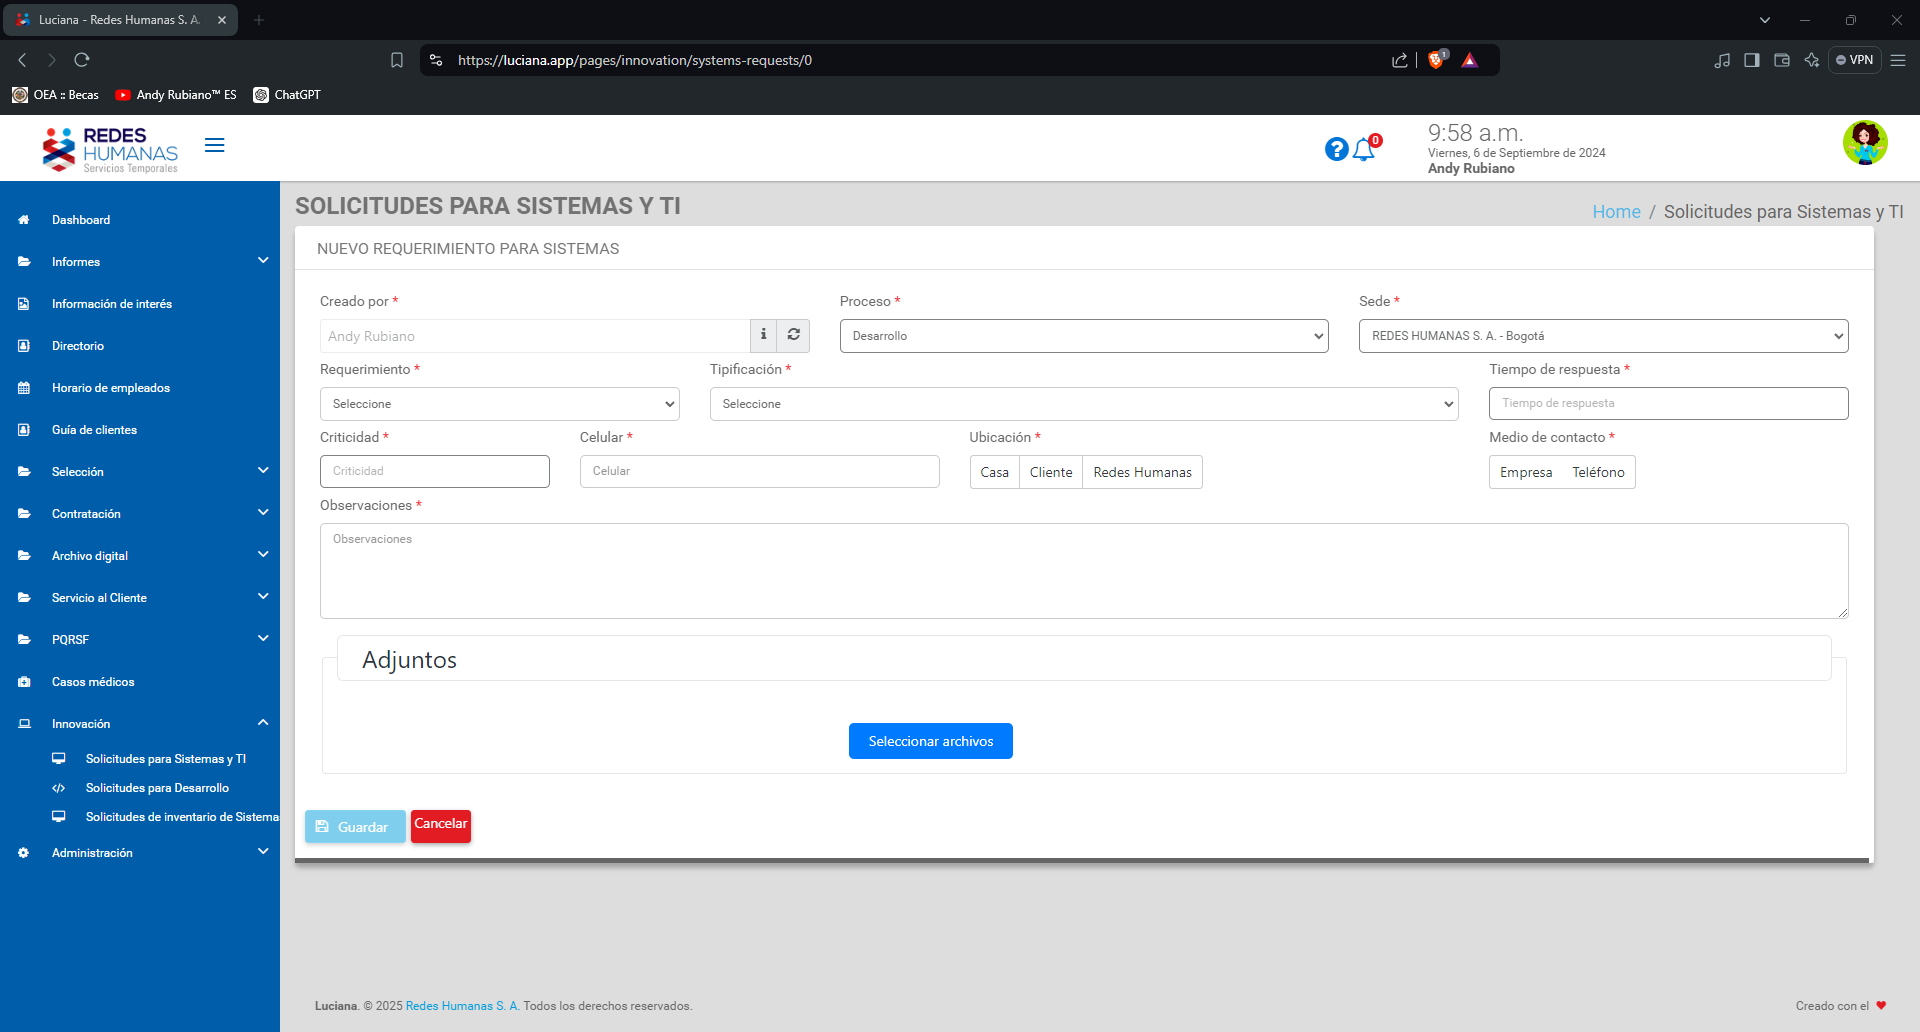 Luciana - Redes Humanas S. A.
https://luciana.app/pages/innovation/systems-requests/0
1
VPN
OEA :: Becas
Andy Rubiano™ ES
ChatGPT
REDES
HUMANAS
Servicios Temporales
?
0
9:58 a.m.
Viernes, 6 de Septiembre de 2024
Andy Rubiano
Dashboard
Informes
Información de interés
Directorio
Horario de empleados
Guía de clientes
Selección
Contratación
Archivo digital
Servicio al Cliente
PQRSF
Casos médicos
Innovación
Solicitudes para Sistemas y TI
Solicitudes para Desarrollo
Solicitudes de inventario de Sistema
Administración
SOLICITUDES PARA SISTEMAS Y TI
Home / Solicitudes para Sistemas y TI
NUEVO REQUERIMIENTO PARA SISTEMAS
Creado por *
Proceso *
Sede *
Andy Rubiano
Desarrollo
REDES HUMANAS S. A. - Bogotá
Requerimiento *
Tipificación *
Tiempo de respuesta *
Seleccione
Seleccione
Tiempo de respuesta
Criticidad *
Celular *
Ubicación *
Medio de contacto *
Criticidad
Celular
Casa
Cliente
Redes Humanas
Empresa
Teléfono
Observaciones *
Observaciones
Adjuntos
Seleccionar archivos
Guardar
Cancelar
Luciana. © 2025 Redes Humanas S. A. Todos los derechos reservados.
Creado con el